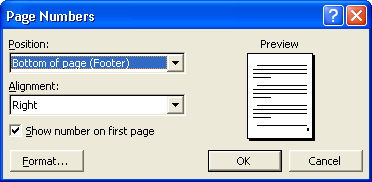 Page Numbers
Position:
Bottom of page (Footer)
Alignment:
Right
Show number on first page
Preview
Format...
OK
Cancel